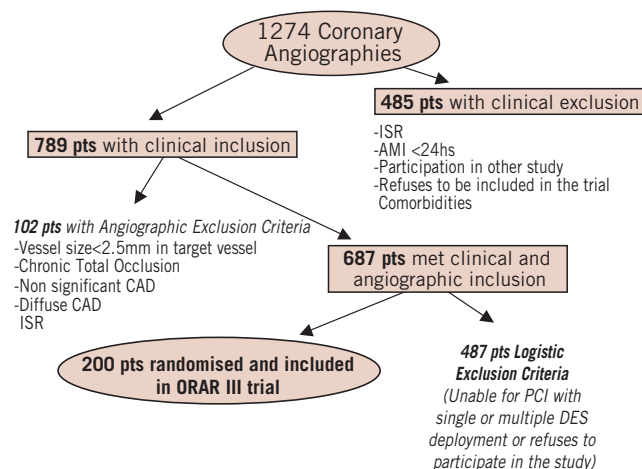 1274 Coronary
Angiographies
485 pts with clinical exclusion
-ISR
-AMI <24hs
-Participation in other study
-Refuses to be included in the trial
Comorbidities
789 pts with clinical inclusion
102 pts with Angiographic Exclusion Criteria
-Vessel size<2.5mm in target vessel
-Chronic Total Occlusion
-Non significant CAD
-Diffuse CAD
ISR
687 pts met clinical and
angiographic inclusion
200 pts randomised and included
in ORAR III trial
487 pts Logistic
Exclusion Criteria
(Unable for PCI with
single or multiple DES
deployment or refuses to
participate in the study)